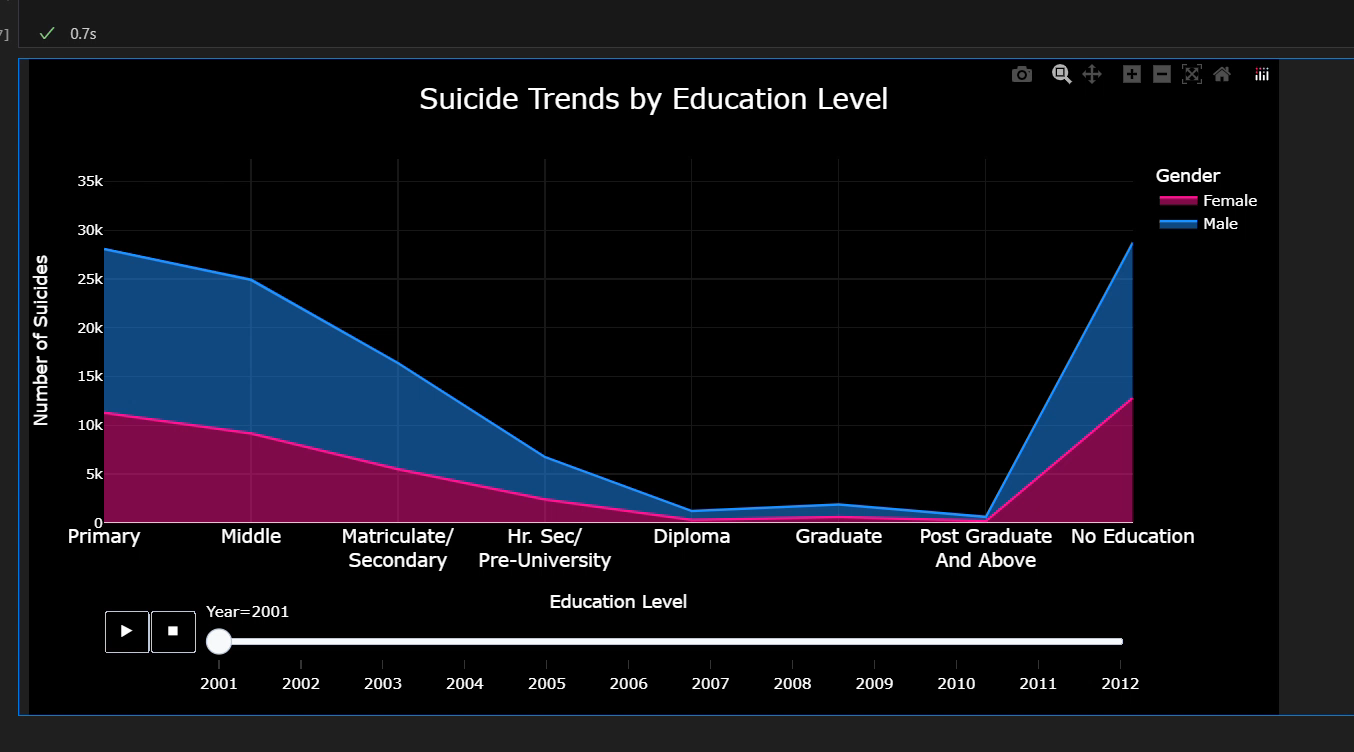 7]
0.7s
Suicide Trends by Education Level
35k
30k
25k
20k
15k
10k
5k
0
Number of Suicides
Gender
Female
Male
Primary
Middle
Matriculate/
Secondary
Hr. Sec/
Pre-University
Diploma
Graduate
Post Graduate
And Above
No Education
Education Level
Year=2001
2001
2002
2003
2004
2005
2006
2007
2008
2009
2010
2011
2012